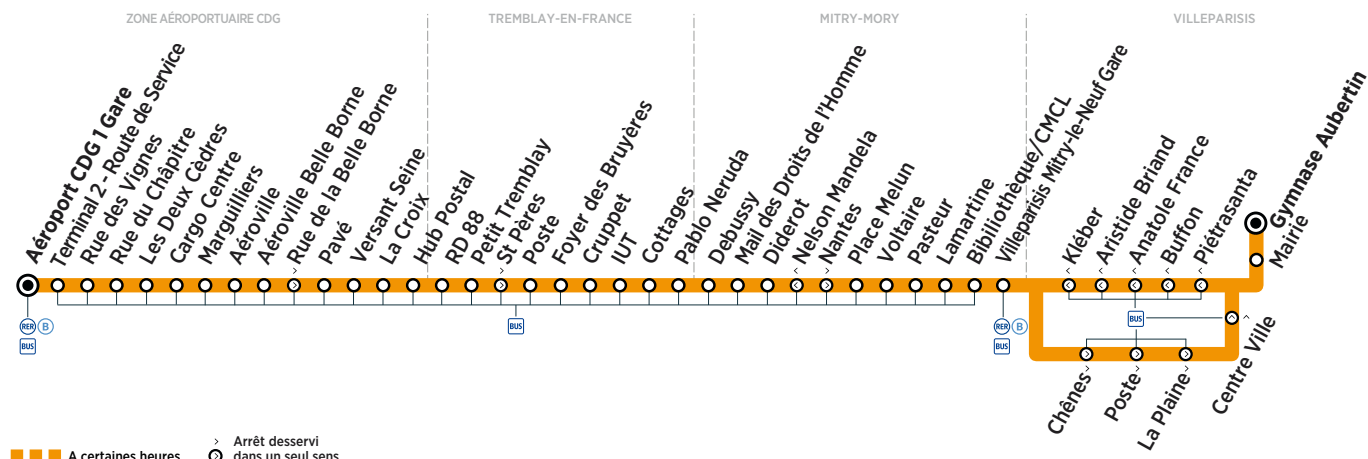 ZONE AÉROPORTUAIRE CDG
TREMBLAY-EN-FRANCE
MITRY-MORY
VILLEPARISIS
Aéroport CDG 1 Gare
Terminal 2 - Route de Service
Rue des Vignes
Rue du Châpitre
Les Deux Cèdres
Cargo Centre
Marguilliers
Aéroville
Aéroville Belle Borne
Rue de la Belle Borne
Pavé
Versant Seine
La Croix
Hub Postal
RD 88
Petit Tremblay
St Pères
Poste
Foyer des Bruyères
Cruppet
IUT
Cottages
Pablo Neruda
Debussy
Mail des Droits de l'Homme
Diderot
Nelson Mandela
Nantes
Place Melun
Voltaire
Pasteur
Lamartine
Bibliothèque/CMCL
Villeparisis Mitry-le-Neuf Gare
Kléber
Aristide Briand
Anatole France
Buffon
Piétrasanta
Gymnase Aubertin
Mairie
RER B
BUS
BUS
RER B
BUS
BUS
Chênes
Poste
La Plaine
Centre Ville
A certaines heures
Arrêt desservi
dans un seul sens